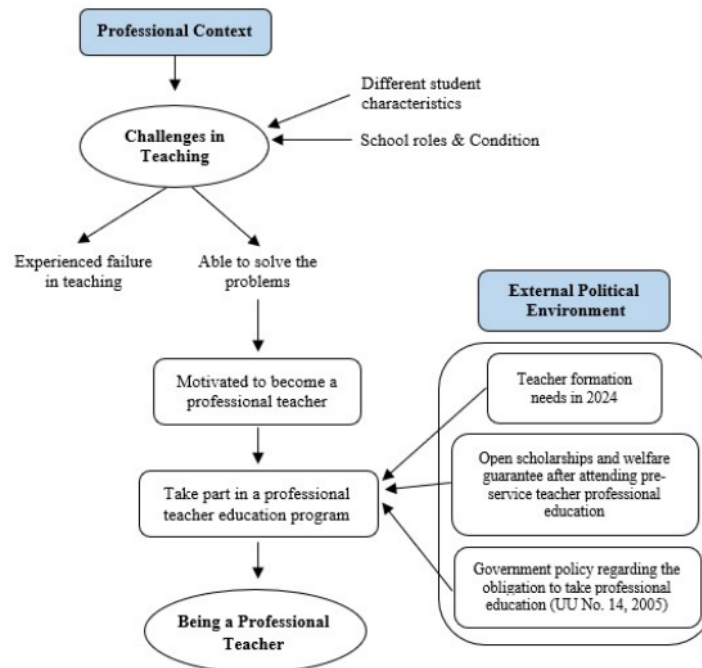 Professional Context
Different student
characteristics
Challenges in
Teaching
School roles & Condition
Experienced failure
in teaching
Able to solve the
problems
External Political
Environment
Motivated to become a
professional teacher
Teacher formation
needs in 2024
Take part in a professional
teacher education program
Open scholarships and welfare
guarantee after attending pre-
service teacher professional
education
Government policy regarding the
obligation to take professional
education (UU No. 14, 2005)
Being a Professional
Teacher